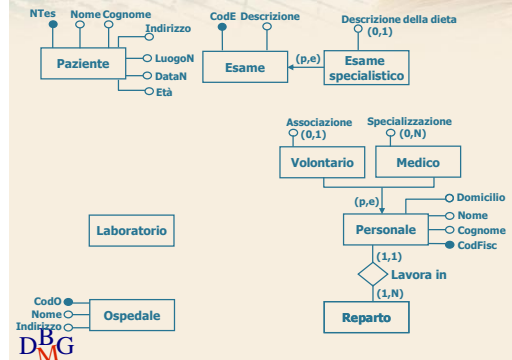 NTes Nome Cognome
Indirizzo
Paziente
LuogoN
DataN
Età
CodE Descrizione
Esame
(p,e)
Descrizione della dieta
(0,1)
Esame
specialistico
Associazione
(0,1)
Volontario
Specializzazione
(0,N)
Medico
(p,e)
Laboratorio
Personale
Domicilio
Nome
Cognome
CodFisc
(1,1)
Lavora in
(1,N)
Reparto
CodO
Nome
Indirizzo
Ospedale
DBMG